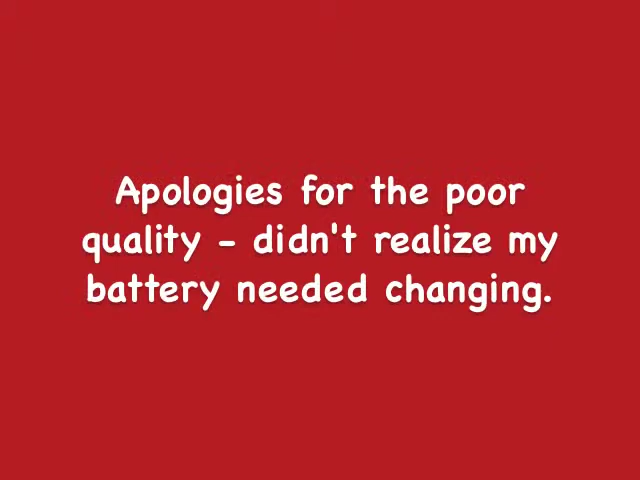 Apologies for the poor
quality - didn't realize my
battery needed changing.